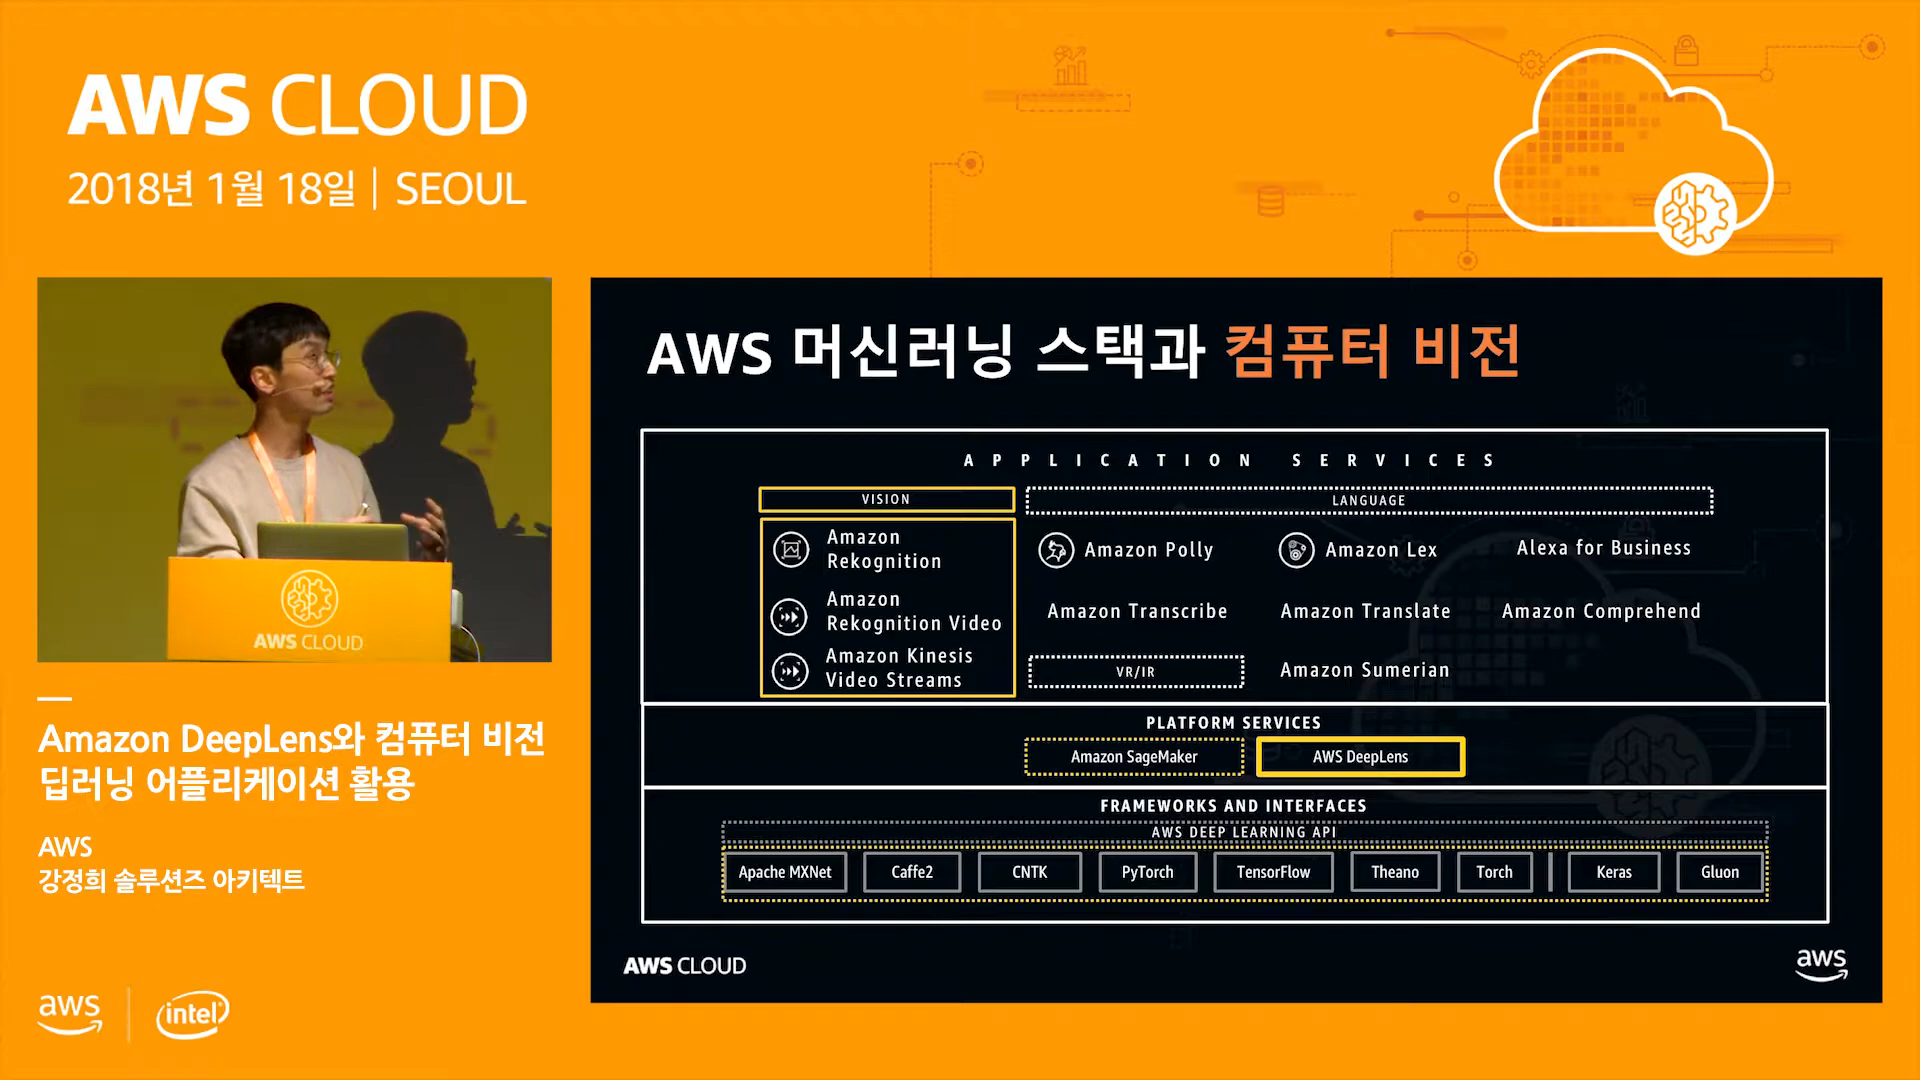 AWS CLOUD
2018년 1월 18일 | SEOUL
AWS CLOUD
Amazon DeepLens와 컴퓨터 비전
딥러닝 어플리케이션 활용
AWS
강정희 솔루션즈 아키텍트
aws
intel
AWS 머신러닝 스택과 컴퓨터 비전
APPLICATION SERVICES
VISION
LANGUAGE
Amazon
Rekognition
Amazon Polly
Amazon Lex
Alexa for Business
Amazon
Rekognition Video
Amazon Transcribe
Amazon Translate
Amazon Comprehend
Amazon Kinesis
Video Streams
VR/IR
Amazon Sumerian
PLATFORM SERVICES
Amazon SageMaker
AWS DeepLens
FRAMEWORKS AND INTERFACES
AWS DEEP LEARNING API
Apache MXNet
Caffe2
CNTK
PyTorch
TensorFlow
Theano
Torch
Keras
Gluon
AWS CLOUD
aws